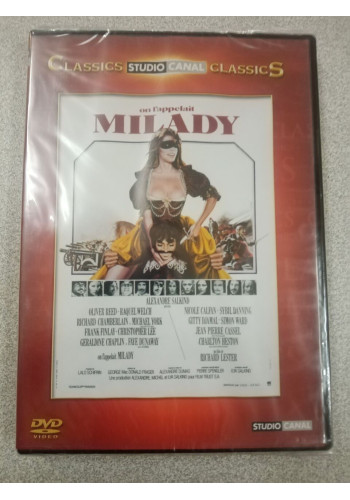 CLASSICS STUDIO CANAL CLASSICS
on l'appelait
MILADY
ALEXANDRE SALKIND
OLIVER REED · RAQUEL WELCH
RICHARD CHAMBERLAIN · MICHAEL YORK
FRANK FINLAY · CHRISTOPHER LEE
GERALDINE CHAPLIN · FAYE DUNAWAY
on l'appelait MILADY
NICOLE CALFAN · SYBIL DANNING
SIMON WARD
JEAN PIERRE CASSEL
CHARLTON HESTON
RICHARD LESTER
DVD
VIDEO
STUDIO CANAL